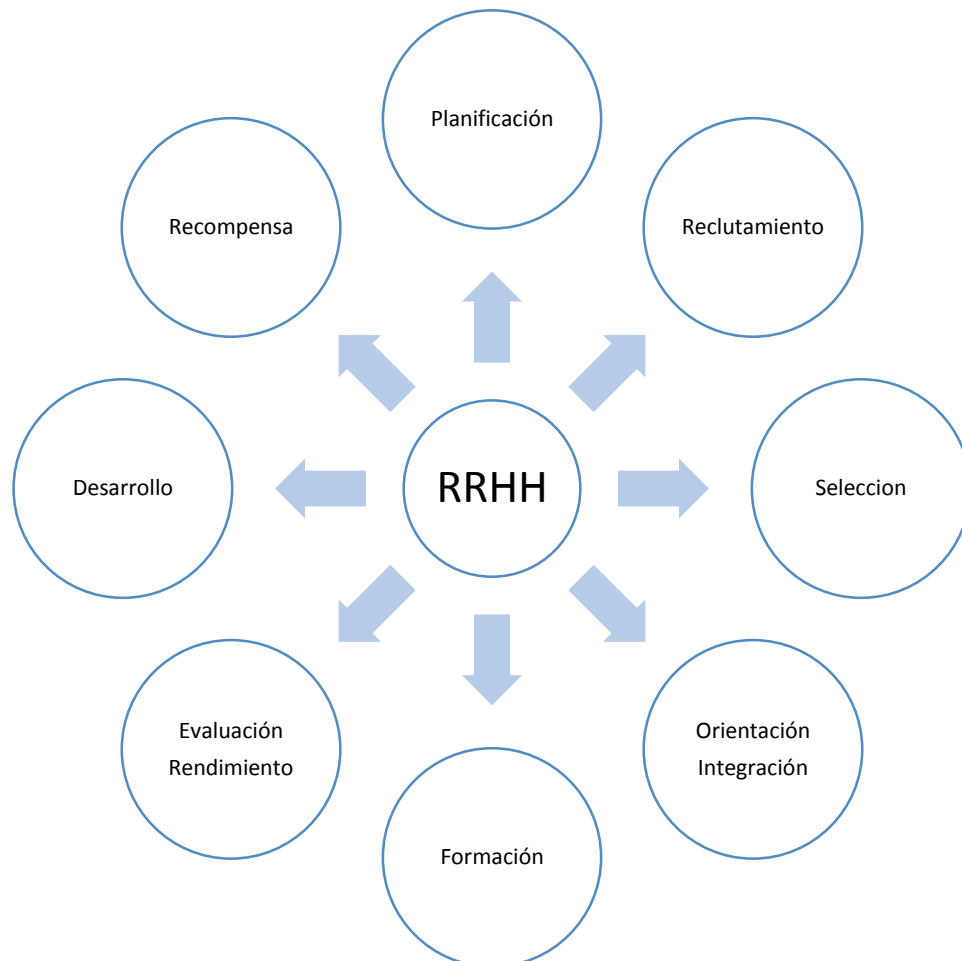 Planificación
Recompensa
Reclutamiento
Desarrollo
RRHH
Seleccion
Evaluación
Rendimiento
Orientación
Integración
Formación